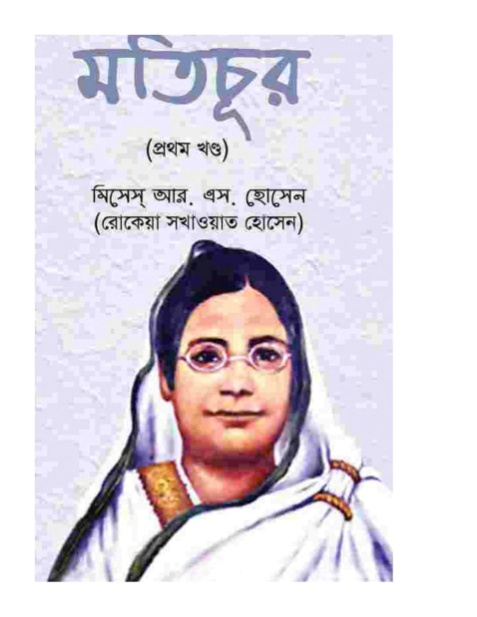 মতিচূর
(প্রথম খণ্ড)
মিসেস্ আর. এস. হোসেন
(রোকেয়া সখাওয়াত হোসেন)